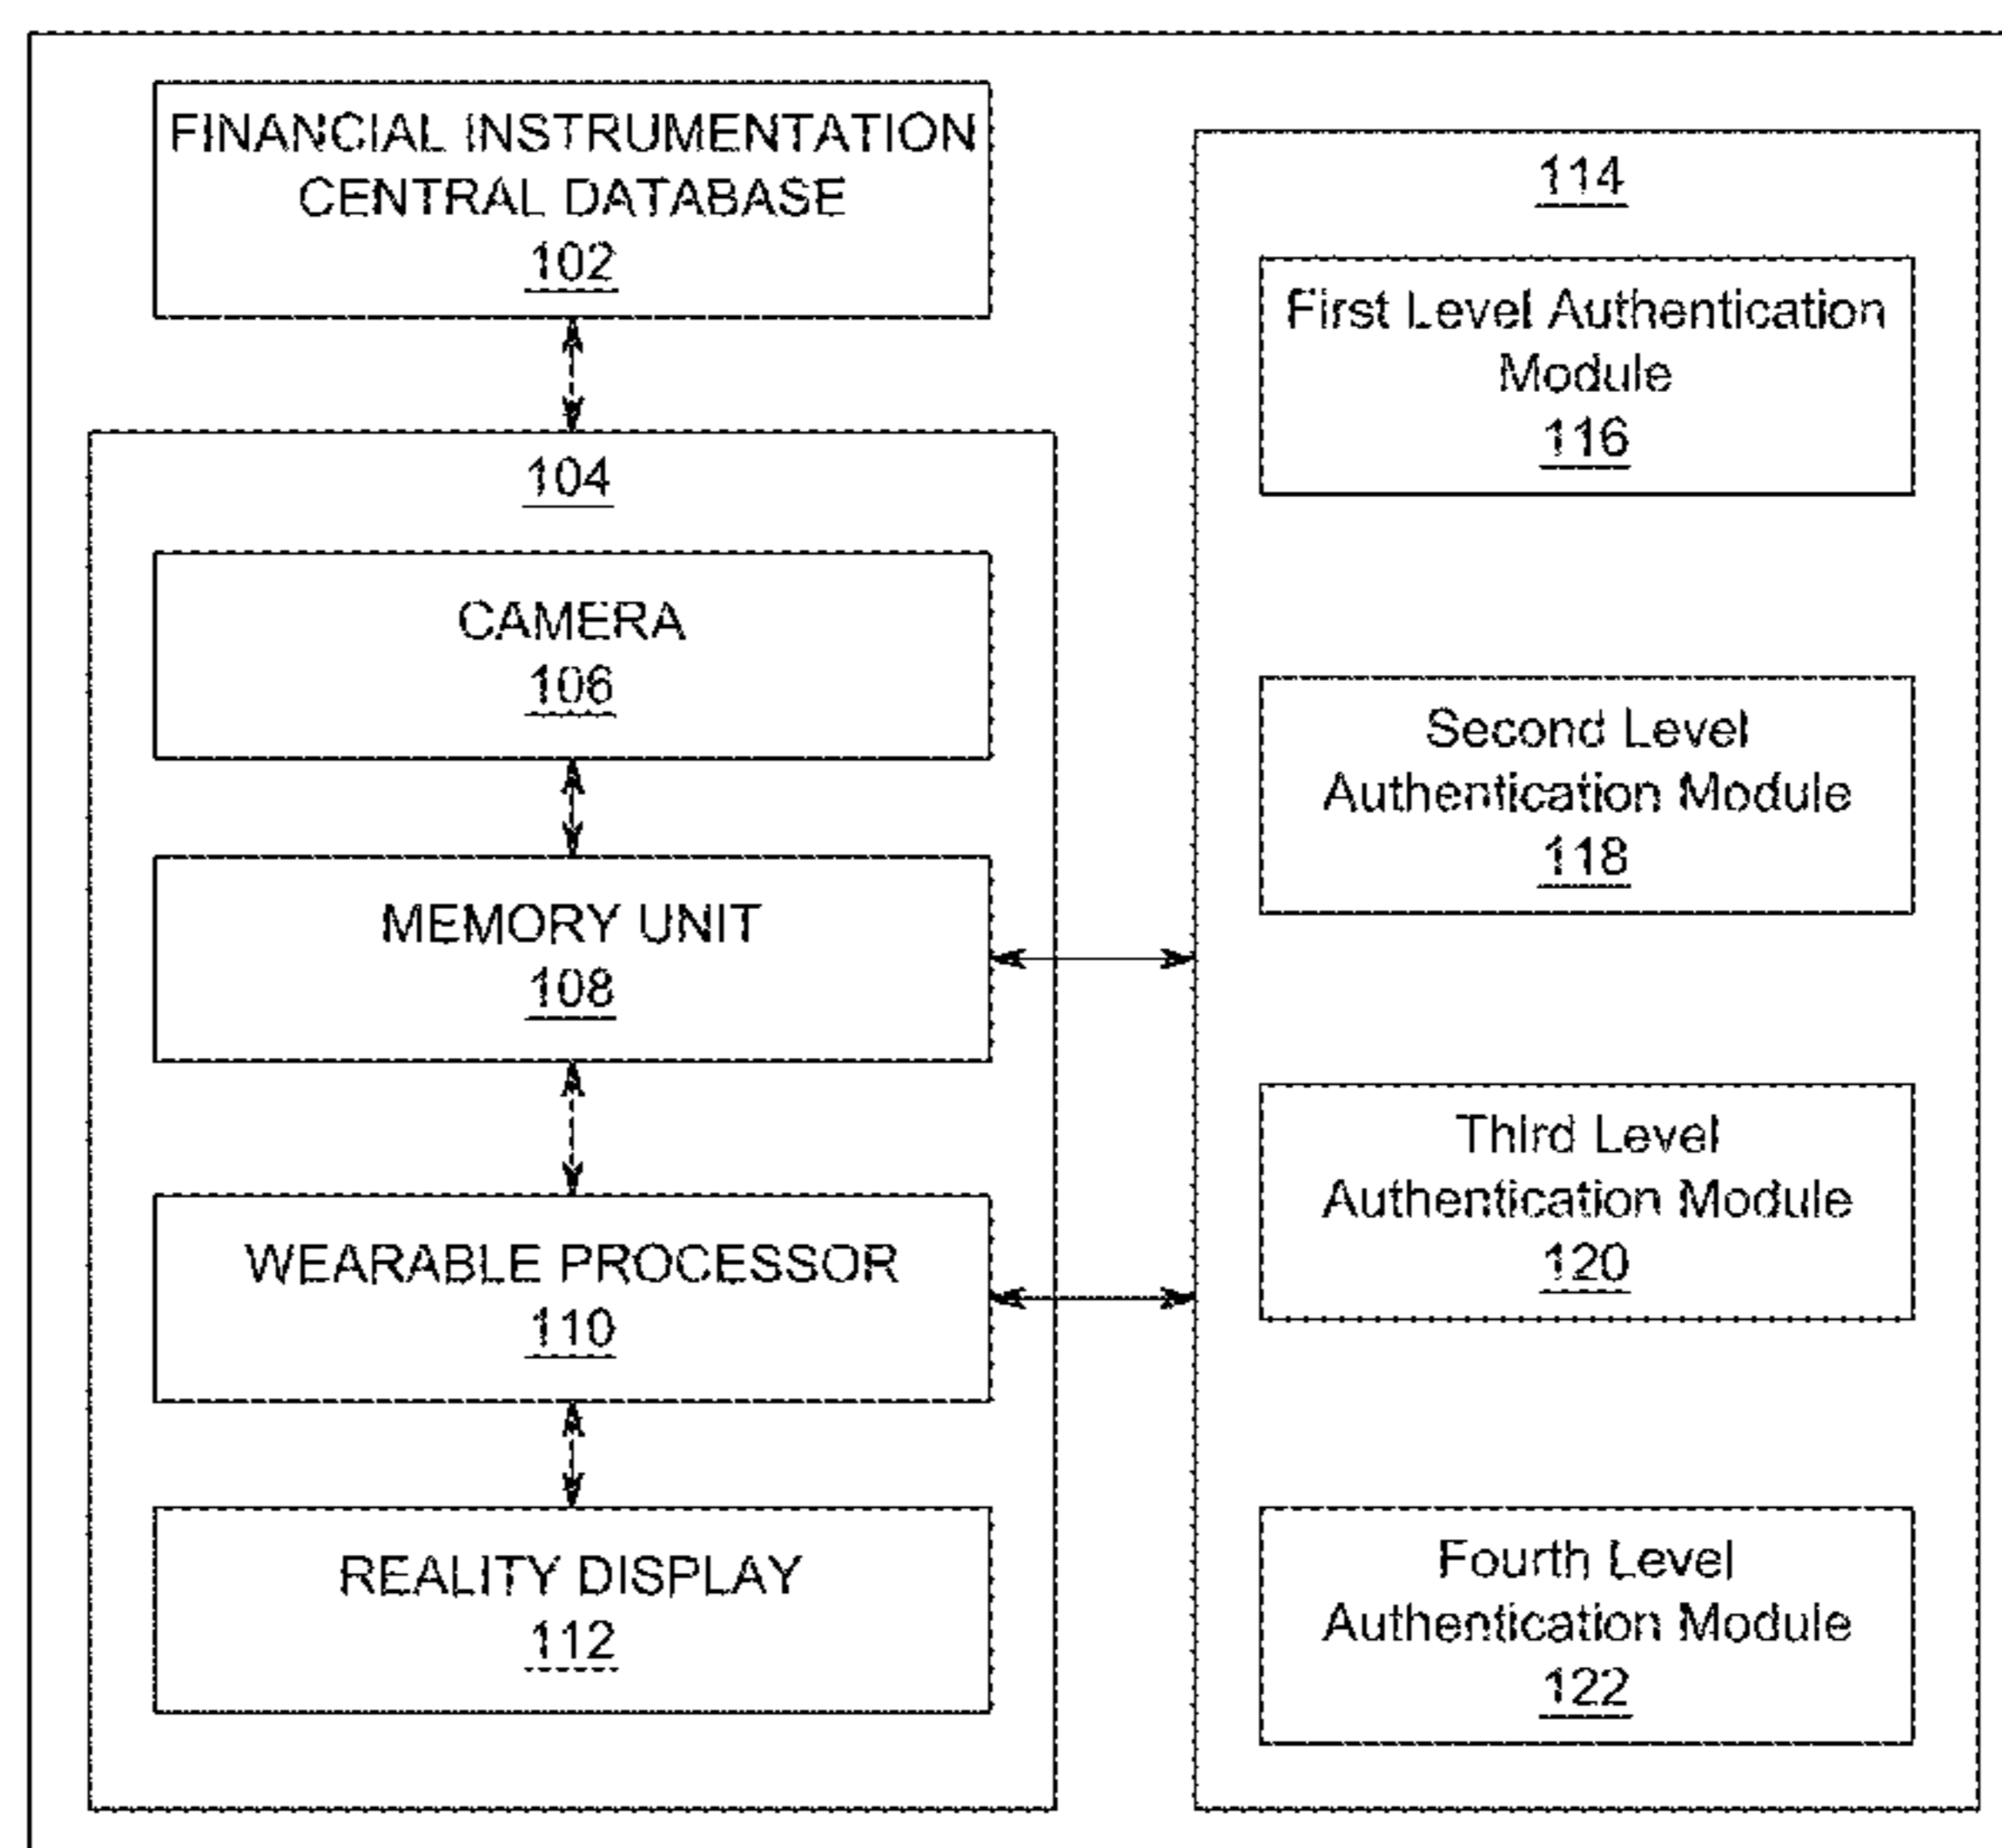 FINANCIAL INSTRUMENTATION
CENTRAL DATABASE
102
104
CAMERA
106
MEMORY UNIT
108
WEARABLE PROCESSOR
110
REALITY DISPLAY
112
114
First Level Authentication
Module
116
Second Level
Authentication Module
118
Third Level
Authentication Module
120
Fourth Level
Authentication Module
122